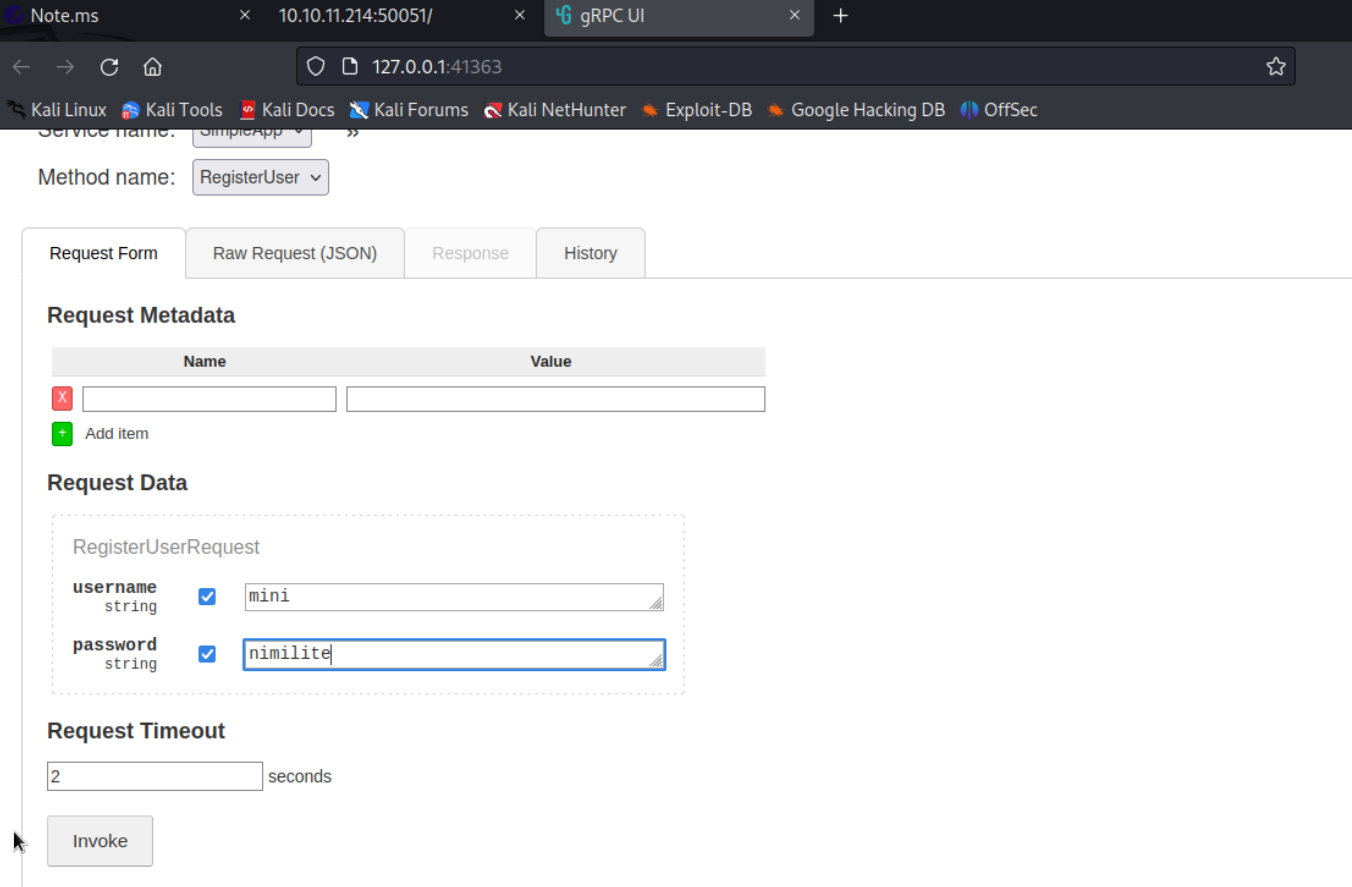 Note.ms × 10.10.11.214:50051/ × gRPC UI × +
127.0.0.1:41363
Kali Linux Kali Tools Kali Docs Kali Forums Kali NetHunter Exploit-DB Google Hacking DB OffSec
Service name: SimpleApp »
Method name: RegisterUser
Request Form Raw Request (JSON) Response History
Request Metadata
Name Value
X
+ Add item
Request Data
RegisterUserRequest
username mini
string
password nimilite
string
Request Timeout
2 seconds
Invoke